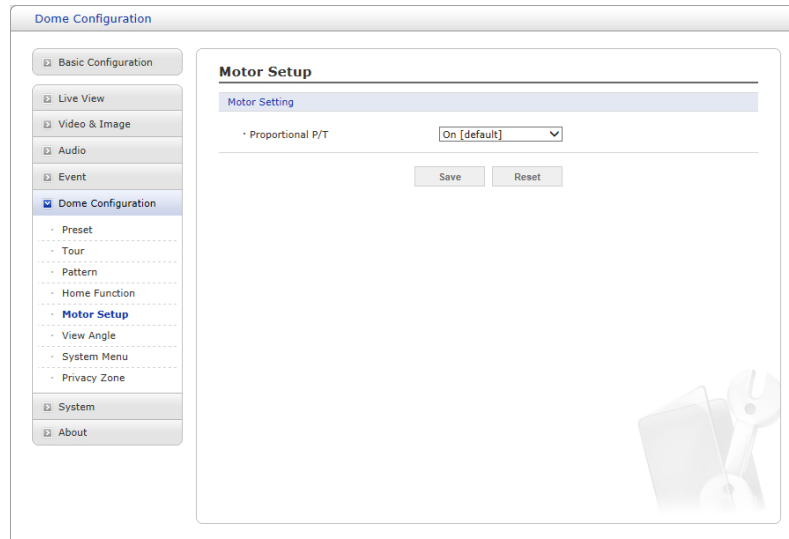 Dome Configuration
Basic Configuration
Live View
Video & Image
Audio
Event
Dome Configuration
· Preset
· Tour
· Pattern
· Home Function
· Motor Setup
· View Angle
· System Menu
· Privacy Zone
System
About
Motor Setup
Motor Setting
· Proportional P/T
On [default]
Save
Reset